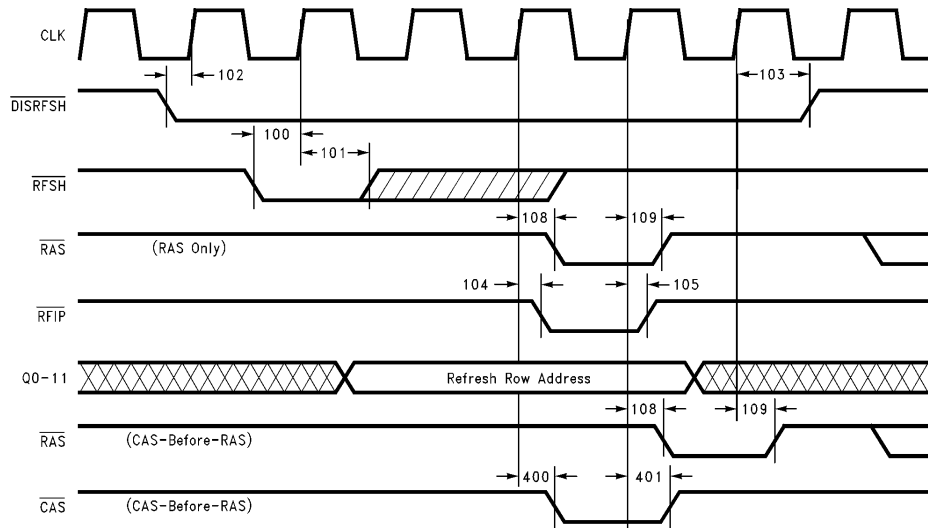 CLK
102
103
DISRFSH
100
101
RFSH
108
109
RAS
(RAS Only)
104
105
RFIP
Q0-11
Refresh Row Address
108
109
RAS
(CAS-Before-RAS)
400
401
CAS
(CAS-Before-RAS)